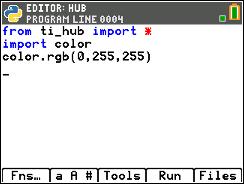 EDITOR: HUB
PROGRAM LINE 0004
from ti_hub import *
import color
color.rgb(0,255,255)
_
Fns… a A # Tools Run Files